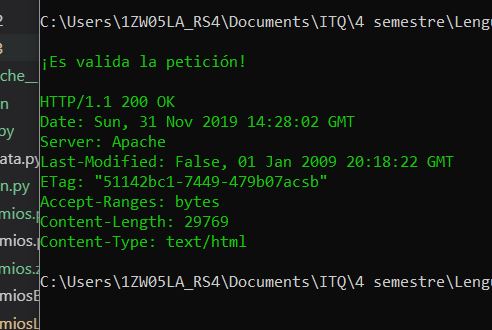 C:\Users\1ZW05LA_RS4\Documents\ITQ\4 semestre\Leng
¡Es valida la petición!
HTTP/1.1 200 OK
Date: Sun, 31 Nov 2019 14:28:02 GMT
Server: Apache
Last-Modified: False, 01 Jan 2009 20:18:22 GMT
ETag: "51142bc1-7449-479b07acsb"
Accept-Ranges: bytes
Content-Length: 29769
Content-Type: text/html
C:\Users\1ZW05LA_RS4\Documents\ITQ\4 semestre\Leng
2
3
che_
n
py
ata.py
n.py
mios.p
mios.p
mios.z
miosE
miosL